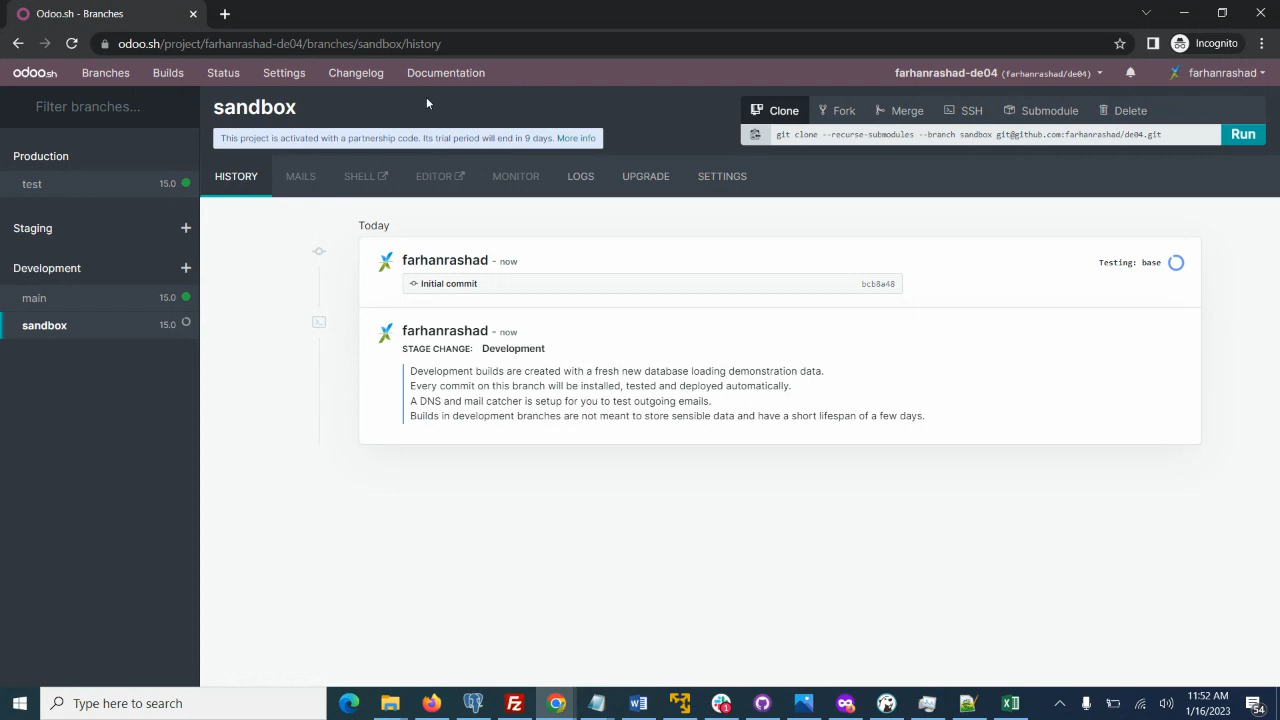 Odoo.sh - Branches
odoo.sh/project/farhanrashad-de04/branches/sandbox/history
Incognito
odoo.sh
Branches
Builds
Status
Settings
Changelog
Documentation
farhanrashad-de04 (farhanrashad/de04)
farhanrashad
Filter branches...
Production
test 15.0
Staging
Development
main 15.0
sandbox 15.0
sandbox
This project is activated with a partnership code. Its trial period will end in 9 days. More info
Clone
Fork
Merge
SSH
Submodule
Delete
git clone --recurse-submodules --branch sandbox git@github.com:farhanrashad/de04.git
Run
HISTORY
MAILS
SHELL
EDITOR
MONITOR
LOGS
UPGRADE
SETTINGS
Today
farhanrashad - now
Testing: base
Initial commit bcb8a48
farhanrashad - now
STAGE CHANGE: Development
Development builds are created with a fresh new database loading demonstration data.
Every commit on this branch will be installed, tested and deployed automatically.
A DNS and mail catcher is setup for you to test outgoing emails.
Builds in development branches are not meant to store sensible data and have a short lifespan of a few days.
Type here to search
11:52 AM
1/16/2023